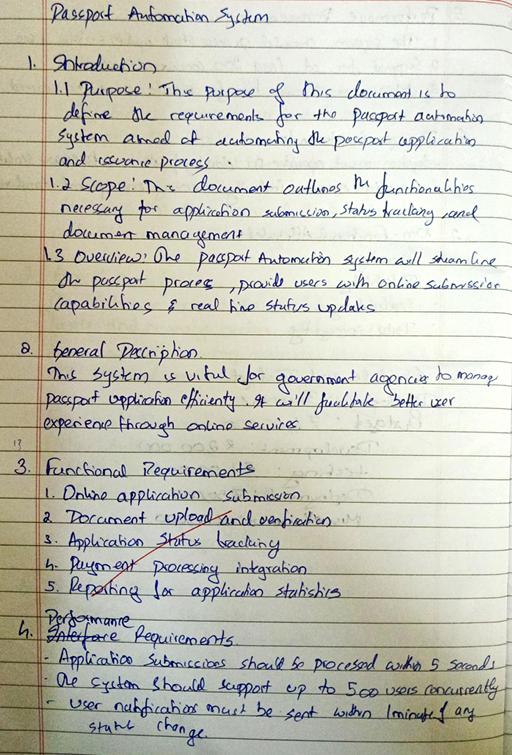 Passport Automation System
1. Introduction
1.1 Purpose: The purpose of this document is to
define the requirements for the passport automation
system aimed at automating the passport application
and issuance process.
1.2 Scope: This document outlines the functionalities
necessary for application submission, status tracking, and
document management
1.3 Overview: The passport Automation system will streamline
the passport process, provide users with online submission
capabilities & real time status updates
2. General Description.
This system is vital for government agencies to manage
passport application efficienty. It will facilitate better user
experience through online services.
3. Functional Requirements
1. Online application submission
2. Document upload and verification
3. Application Status tracking
4. Payment processing integration
5. Reporting for application statistics
Performance
4. Interface Requirements.
- Application Submissions should be processed within 5 seconds
- The system should support up to 500 users concurrently
- User notifications must be sent within 1 minute of any
status change.